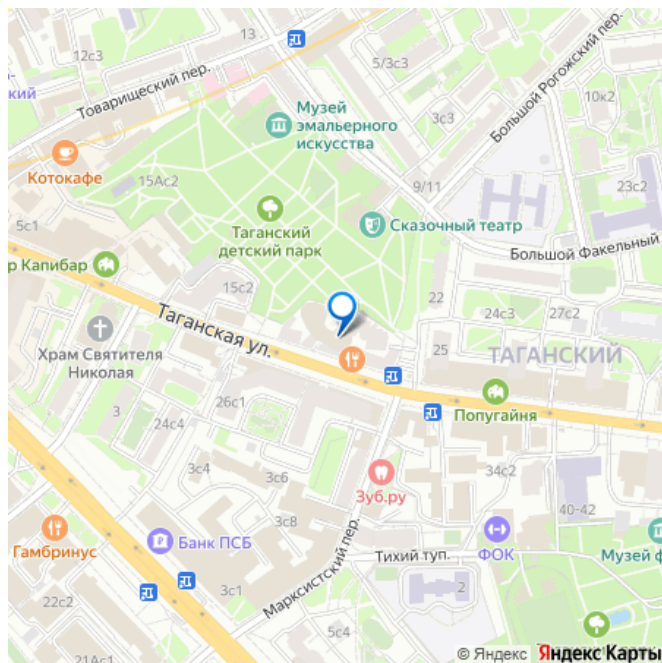 13
12с3
5/3с3
Большой Рогожский пер.
ский
Товарищеский пер.
10к2
Музей
эмальерного
искусства
3с3
Котокафе
15Ас2
9/11
23с2
5с1
Таганский
детский парк
Сказочный театр
Большой Факельный
р Капибар
15с2
22
24с3
27с2
Таганская ул.
Храм Святителя
Николая
25
ТАГАНСКИЙ
3
26с1
Попугайня
24с4
3с4
3с6
Зуб.ру
34с2
40-42
3с8
Гамбринус
Банк ПСБ
ФОК
Марксистский пер.
Тихий туп.
Музей ф
3с1
2
22с2
5с4
21Ас1
© Яндекс
Яндекс Карты